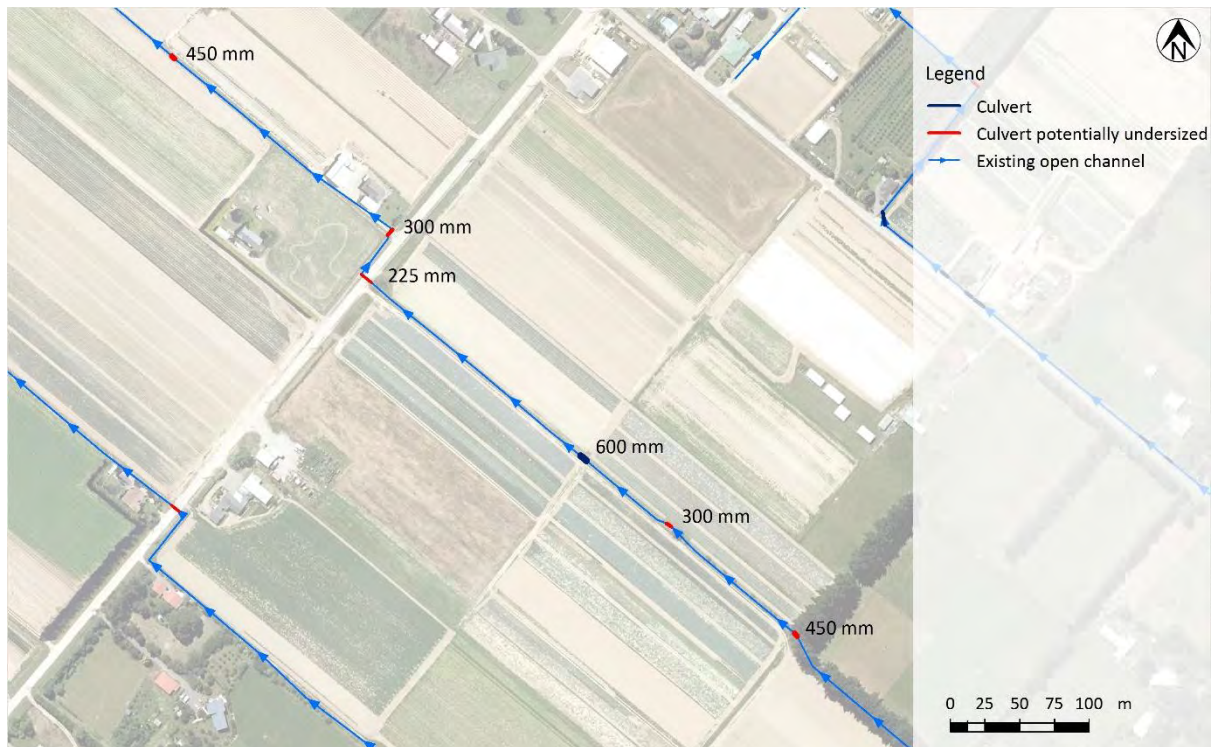 450 mm
N
Legend
Culvert
Culvert potentially undersized
Existing open channel
300 mm
225 mm
600 mm
300 mm
450 mm
0 25 50 75 100 m